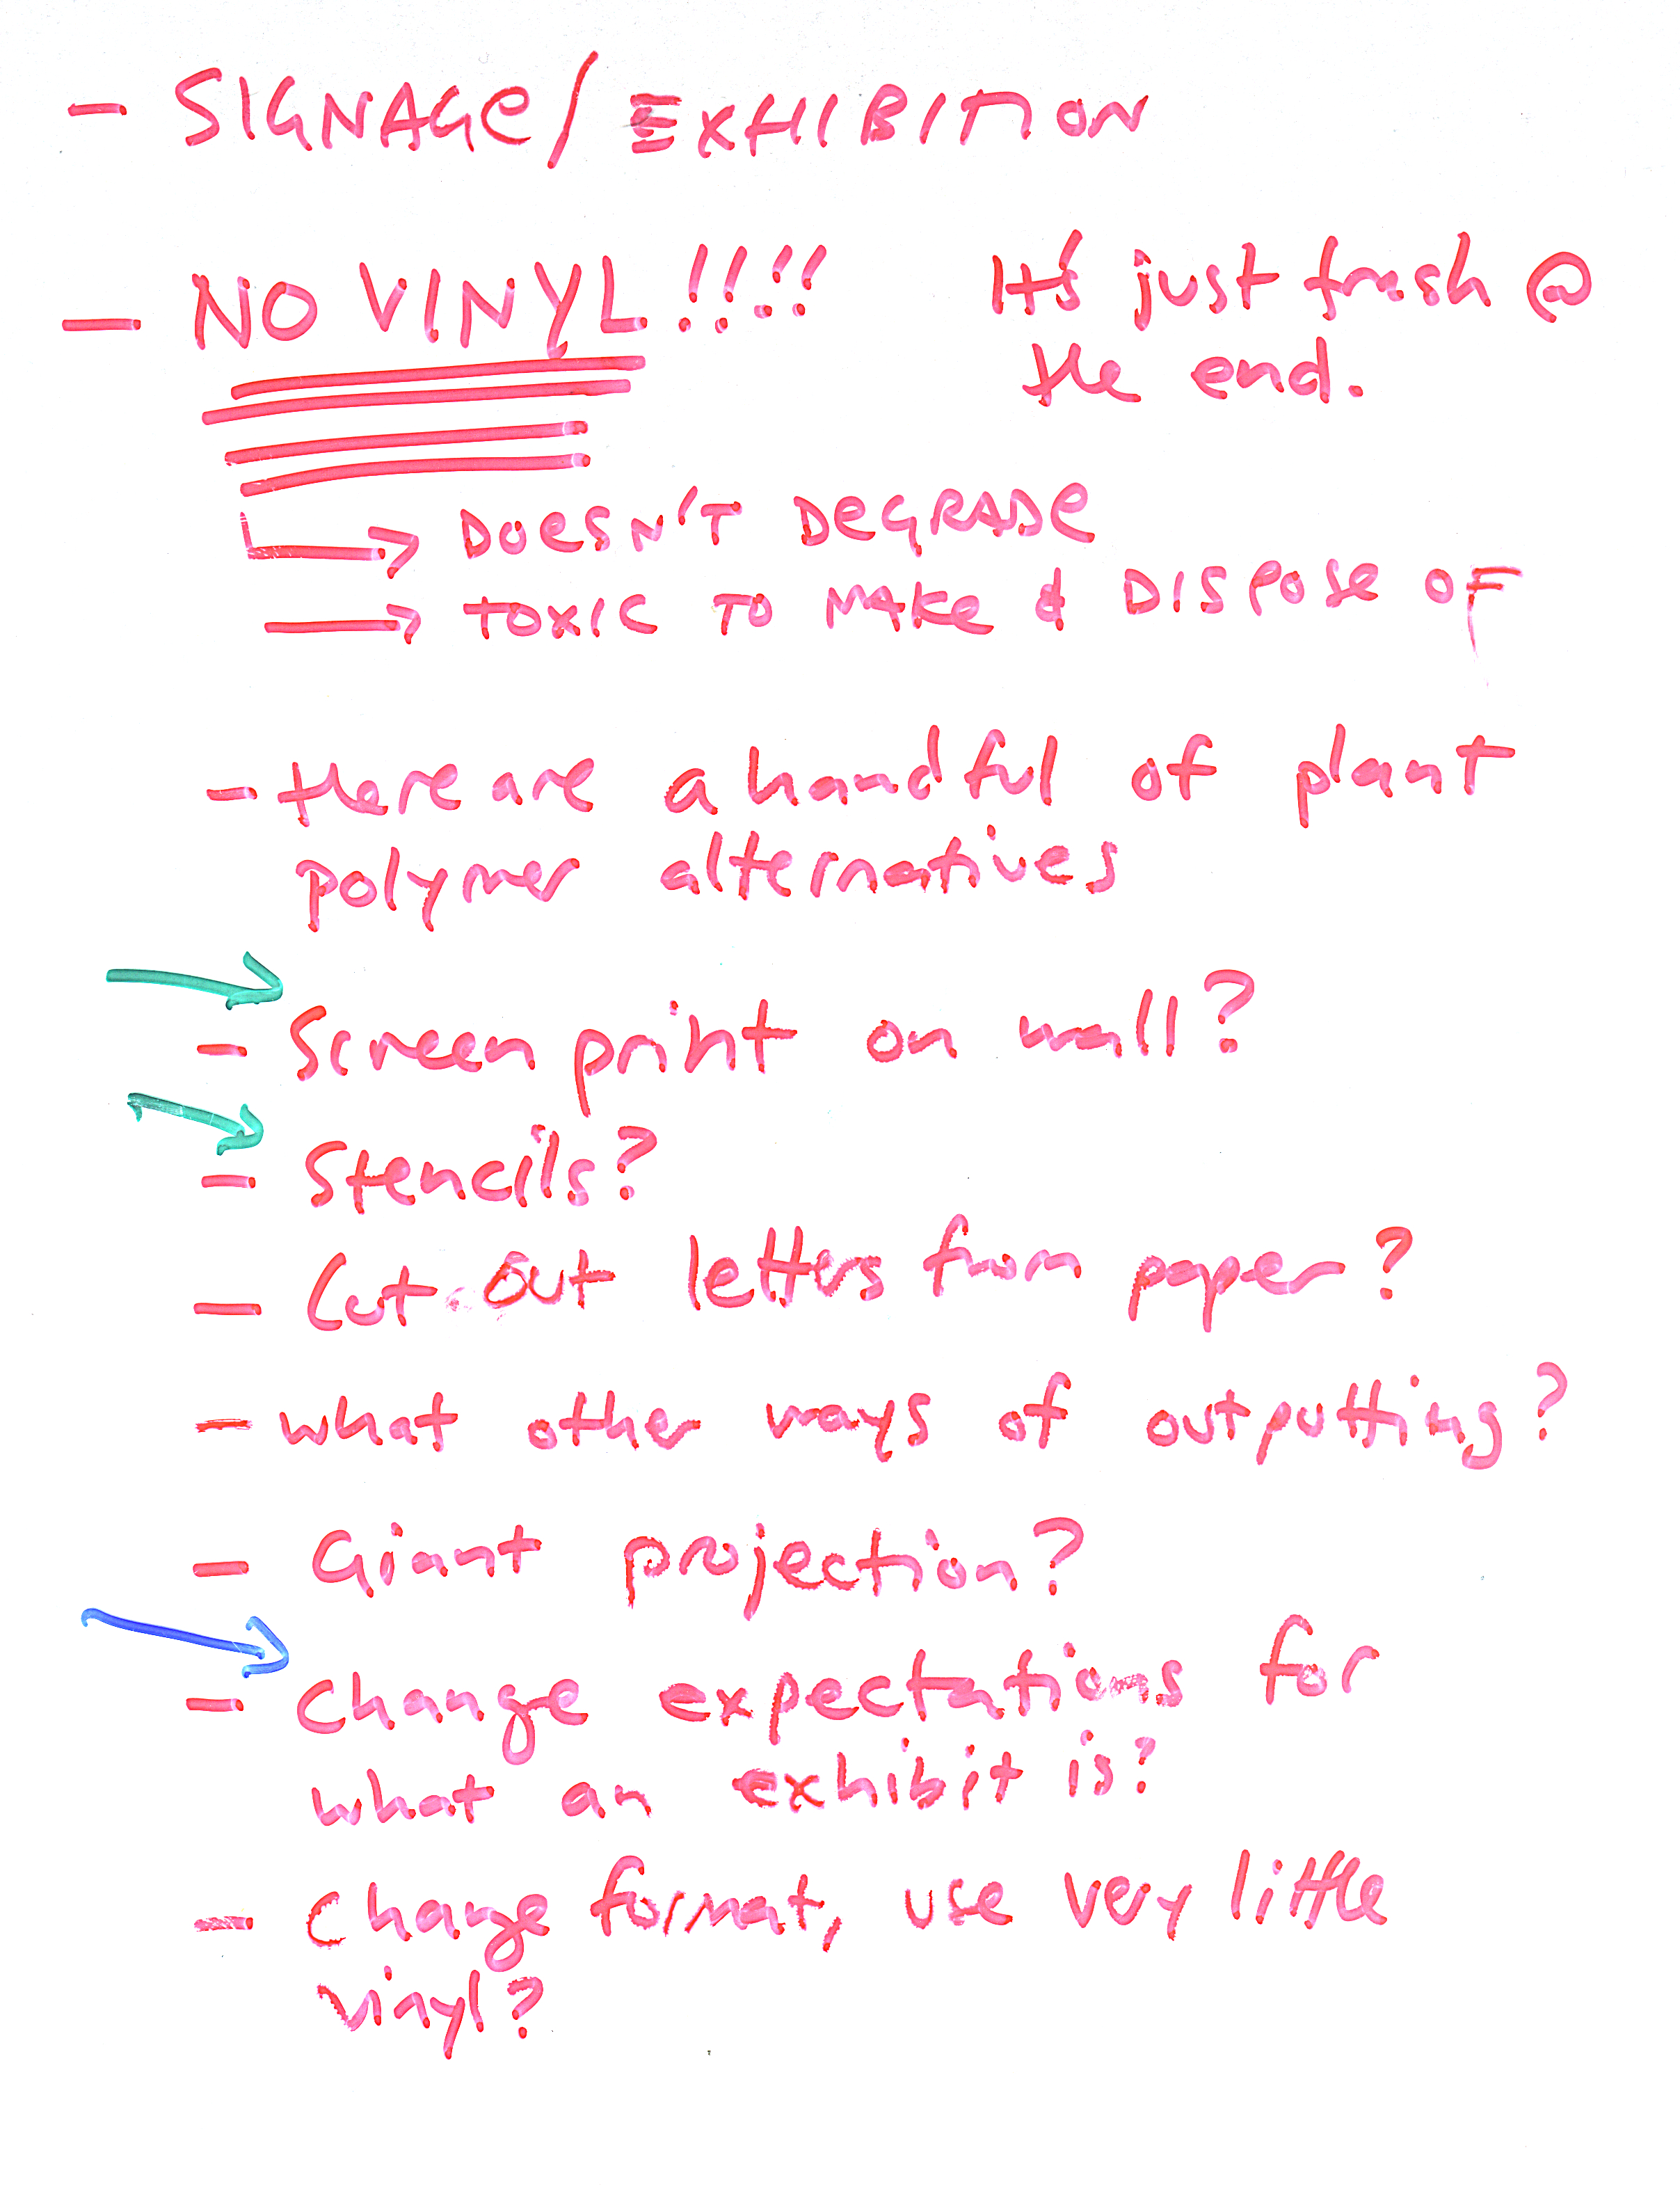 - SIGNAGE / EXHIBITION
- NO VINYL!!!! It's just trash @
the end.
→ DOESN'T DEGRADE
→ TOXIC TO MAKE & DISPOSE OF
- there are a handful of plant
polymer alternatives
- Screen print on wall?
- Stencils?
- Cut out letters from paper?
- what other ways of outputting?
- Giant projection?
- Change expectations for
what an exhibit is?
- Change format, use very little
vinyl?